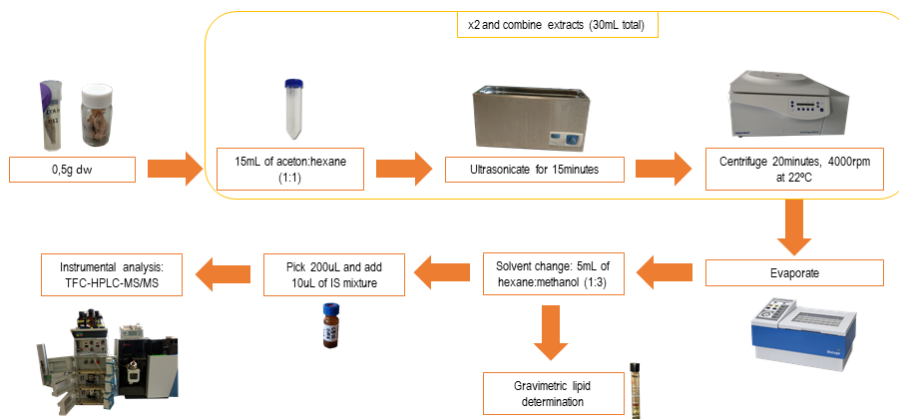 x2 and combine extracts (30mL total)
0,5g dw
15mL of aceton:hexane
(1:1)
Ultrasonicate for 15minutes
Centrifuge 20minutes, 4000rpm
at 22ºC
Instrumental analysis:
TFC-HPLC-MS/MS
Pick 200uL and add
10uL of IS mixture
Solvent change: 5mL of
hexane:methanol (1:3)
Evaporate
Gravimetric lipid
determination